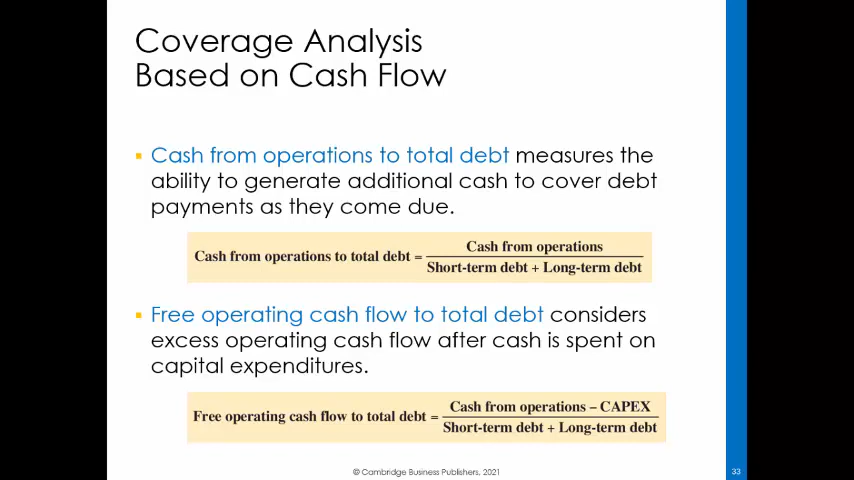 Coverage Analysis
Based on Cash Flow
Cash from operations to total debt measures the
ability to generate additional cash to cover debt
payments as they come due.
Cash from operations to total debt = Cash from operations
Short-term debt + Long-term debt
Free operating cash flow to total debt considers
excess operating cash flow after cash is spent on
capital expenditures.
Free operating cash flow to total debt = Cash from operations – CAPEX
Short-term debt + Long-term debt
© Cambridge Business Publishers, 2021
33